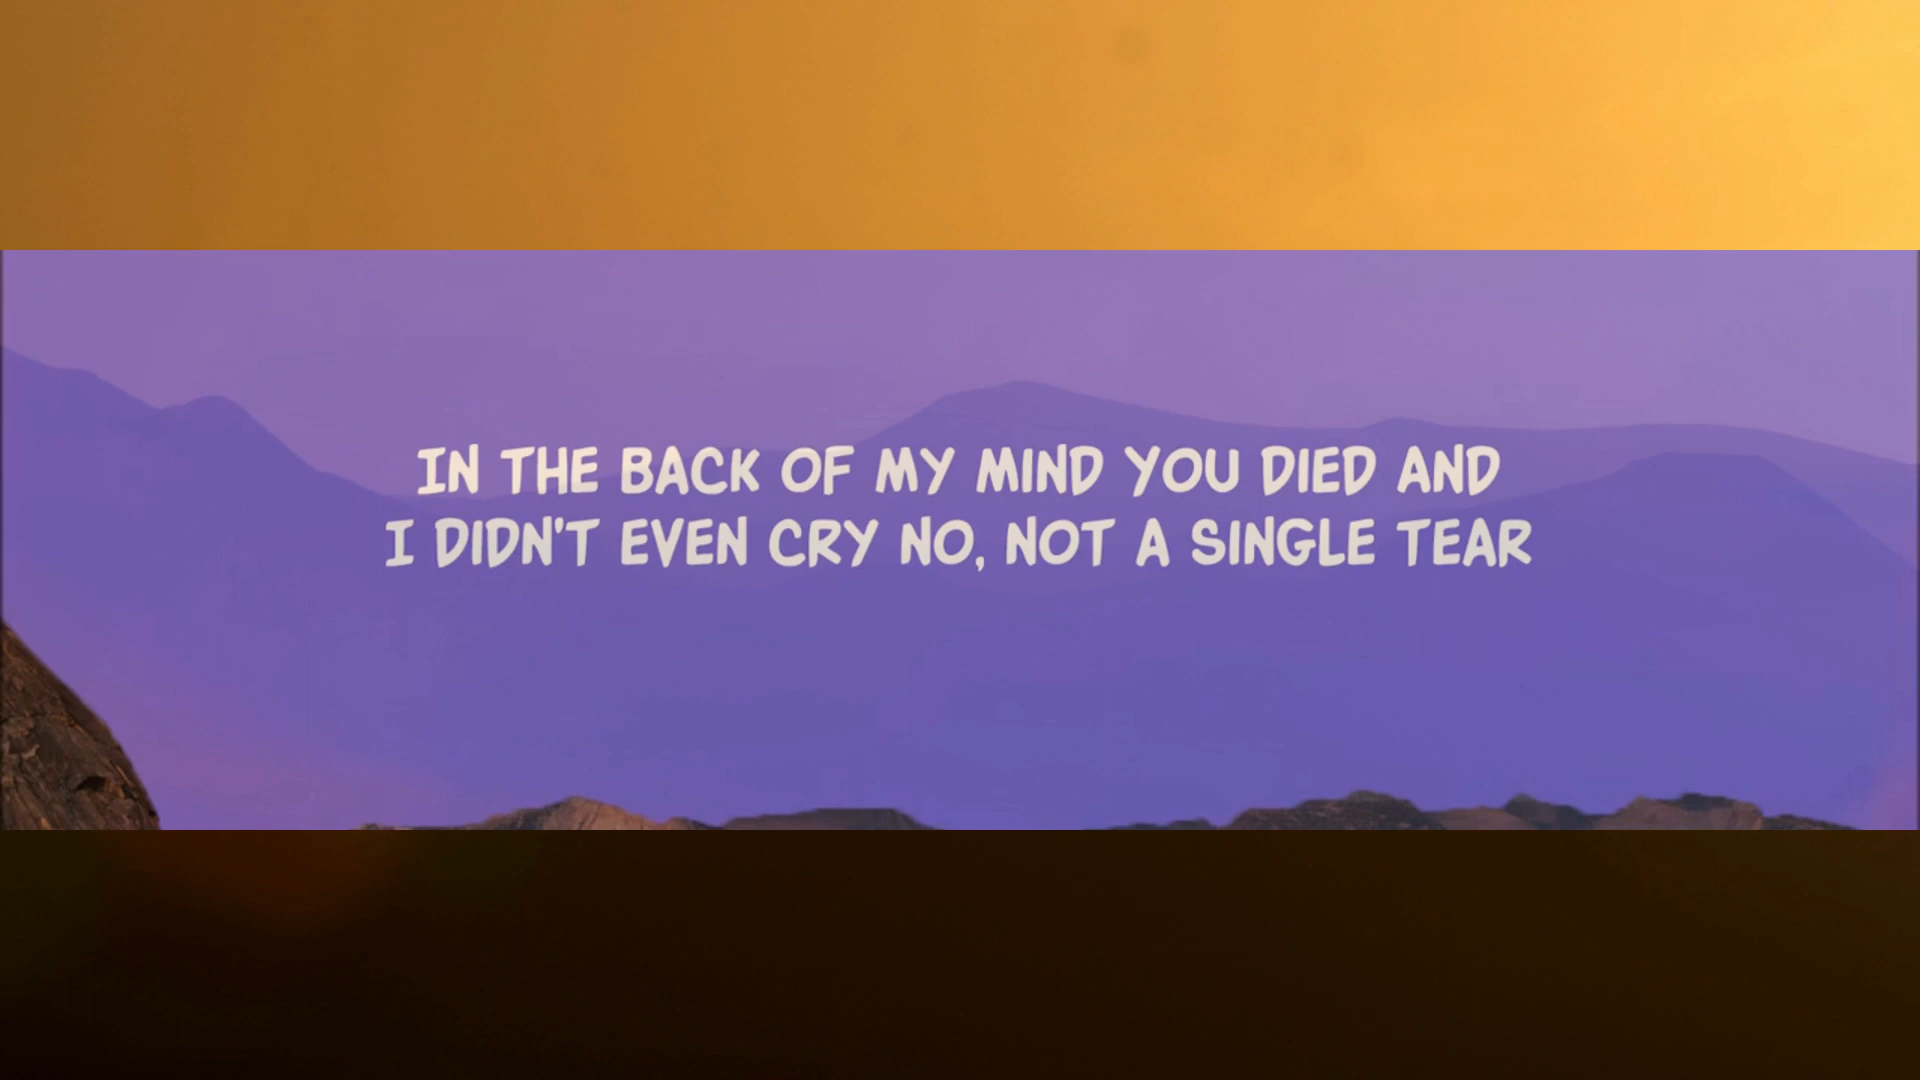 IN THE BACK OF MY MIND YOU DIED AND
I DIDN'T EVEN CRY NO, NOT A SINGLE TEAR